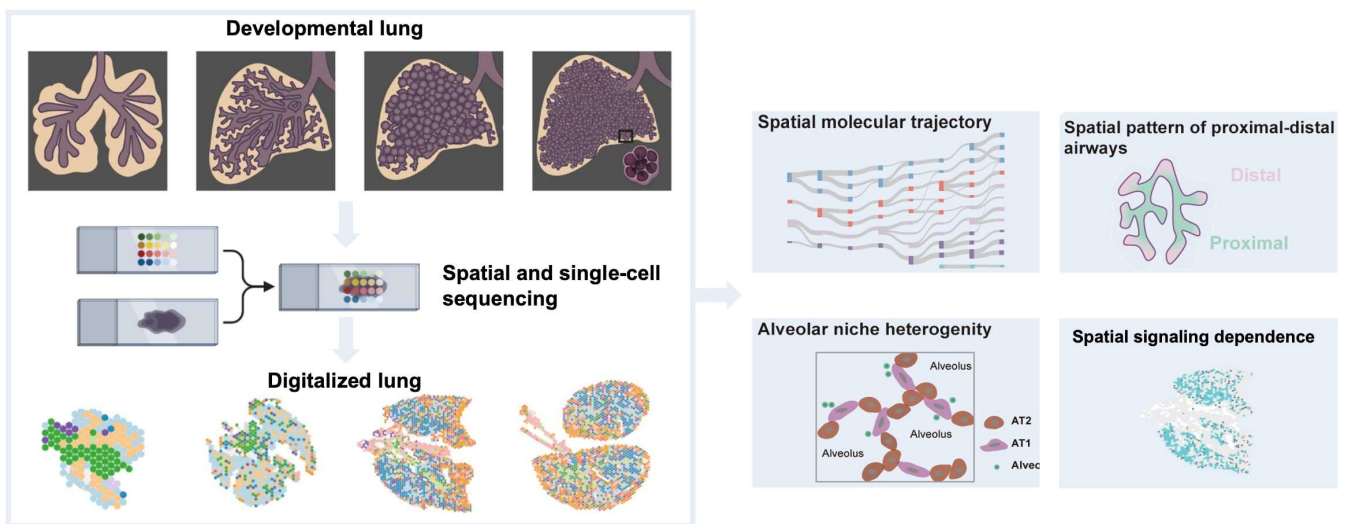 Developmental lung
Spatial and single-cell
sequencing
Digitalized lung
Spatial molecular trajectory
Spatial pattern of proximal-distal
airways
Distal
Proximal
Alveolar niche heterogenity
Alveolus
Alveolus
Alveolus
AT2
AT1
Alveo
Spatial signaling dependence